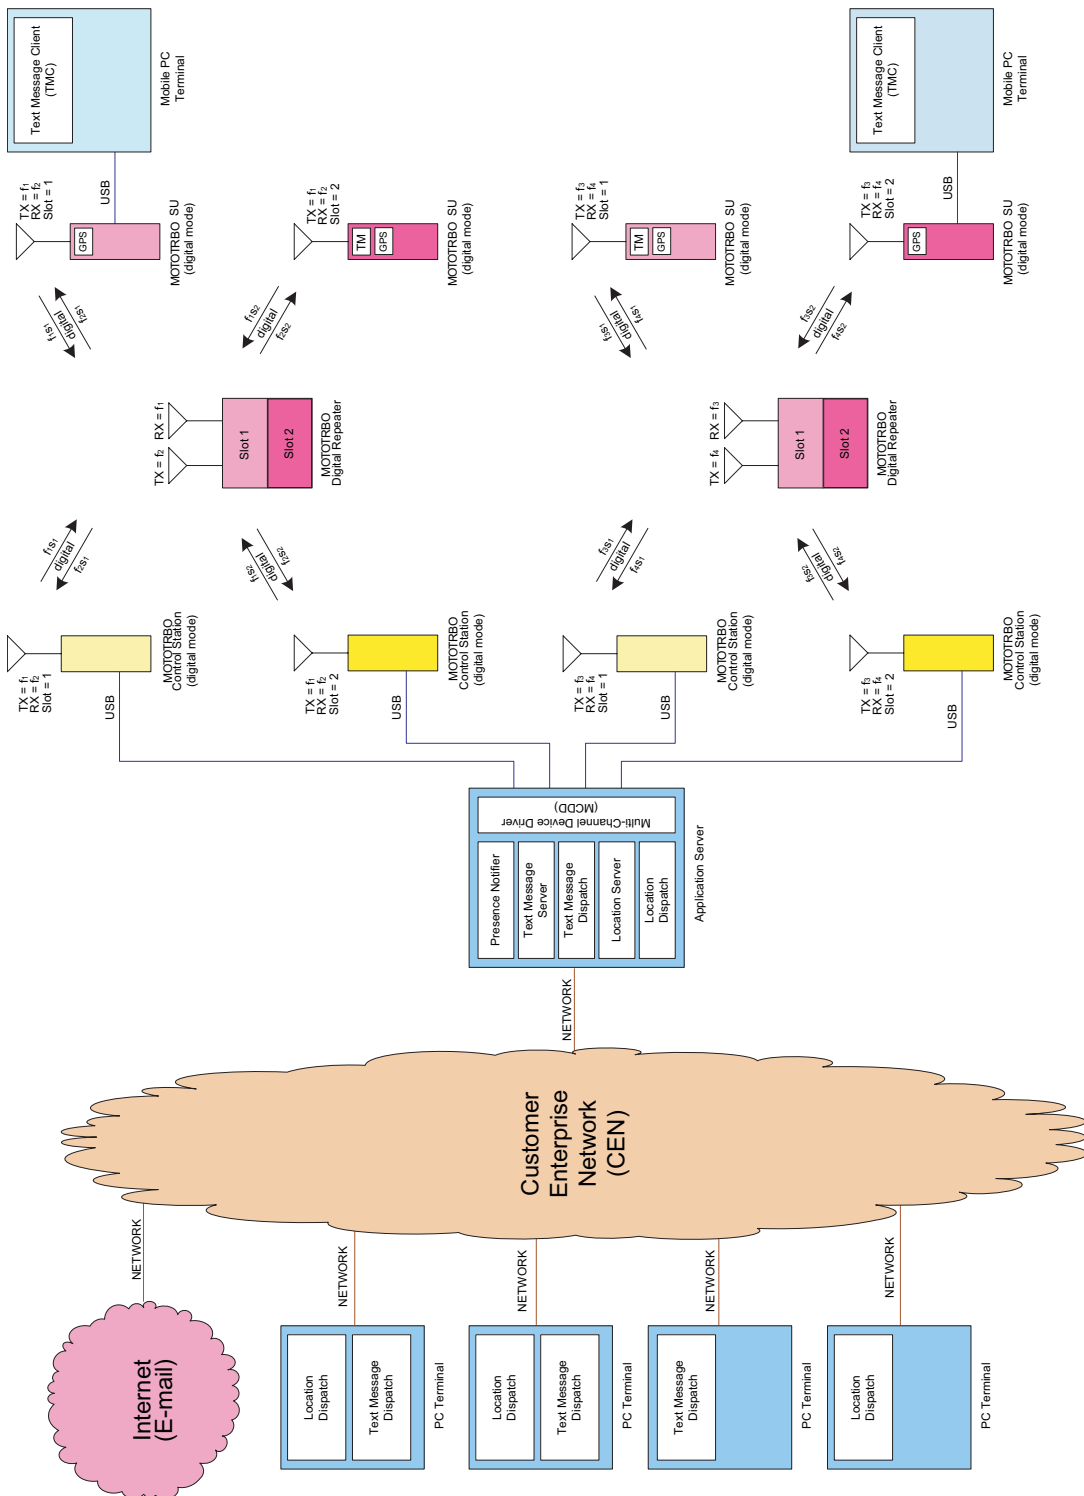 Internet
(E-mail)
NETWORK
Location
Dispatch
Text Message
Dispatch
PC Terminal
NETWORK
Location
Dispatch
Text Message
Dispatch
PC Terminal
NETWORK
Text Message
Dispatch
PC Terminal
NETWORK
Location
Dispatch
PC Terminal
Customer
Enterprise
Network
(CEN)
NETWORK
Presence Notifier
Text Message
Server
Text Message
Dispatch
Location Server
Location
Dispatch
Multi-Channel Device Driver
(MCDD)
Application Server
TX = f₁
RX = f₂
Slot = 1
USB
MOTOTRBO
Control Station
(digital mode)
TX = f₁
RX = f₂
Slot = 2
USB
MOTOTRBO
Control Station
(digital mode)
TX = f₃
RX = f₄
Slot = 1
USB
MOTOTRBO
Control Station
(digital mode)
TX = f₃
RX = f₄
Slot = 2
USB
MOTOTRBO
Control Station
(digital mode)
f₁s₁
digital
f₂s₁
f₁s₂
digital
f₂s₂
f₃s₁
digital
f₄s₁
f₃s₂
digital
f₄s₂
TX = f₂ RX = f₁
Slot 1
Slot 2
MOTOTRBO
Digital Repeater
TX = f₄ RX = f₃
Slot 1
Slot 2
MOTOTRBO
Digital Repeater
f₁s₁
digital
f₂s₁
f₁s₂
digital
f₂s₂
f₃s₁
digital
f₄s₁
f₃s₂
digital
f₄s₂
TX = f₁
RX = f₂
Slot = 1
GPS
USB
MOTOTRBO SU
(digital mode)
TX = f₁
RX = f₂
Slot = 2
TM
GPS
MOTOTRBO SU
(digital mode)
TX = f₃
RX = f₄
Slot = 1
TM
GPS
MOTOTRBO SU
(digital mode)
TX = f₃
RX = f₄
Slot = 2
GPS
USB
MOTOTRBO SU
(digital mode)
Text Message Client
(TMC)
Mobile PC
Terminal
Text Message Client
(TMC)
Mobile PC
Terminal